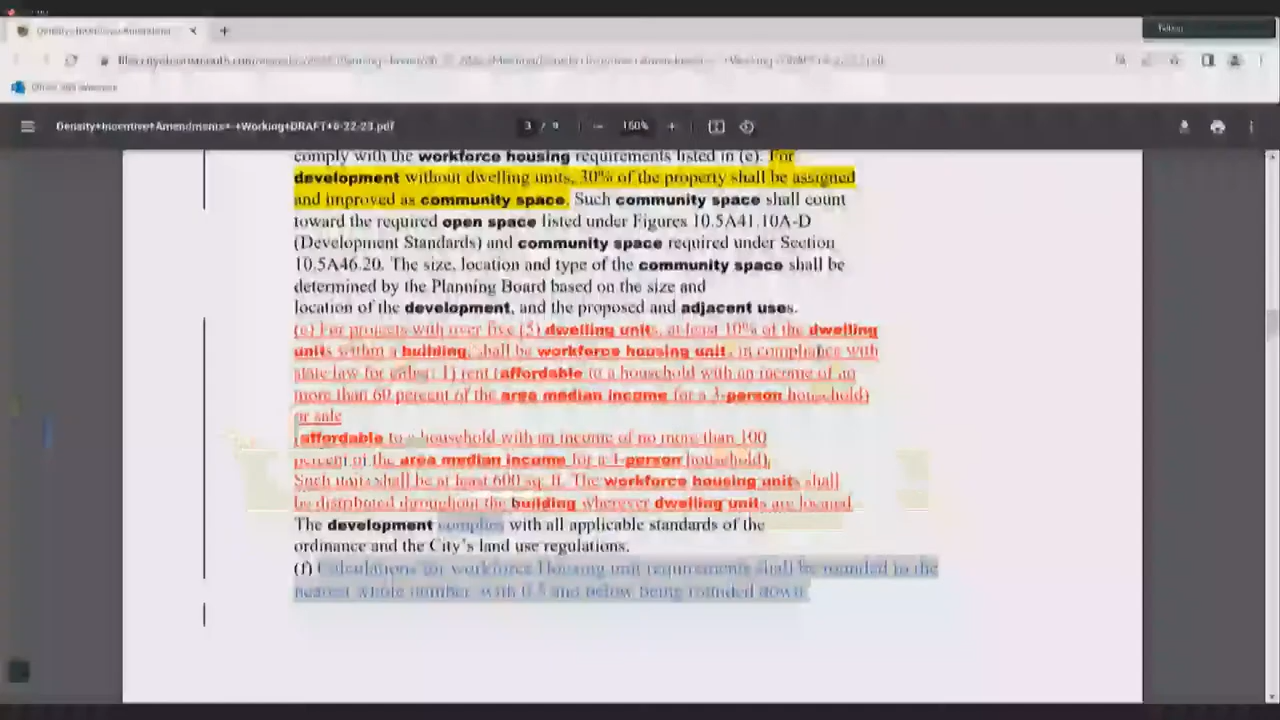 Density+Incentive+Amendments+-+Working+DRAFT+6-22-23.pdf
3 / 9
160%
comply with the workforce housing requirements listed in (e). For
development without dwelling units, 30% of the property shall be assigned
and improved as community space. Such community space shall count
toward the required open space listed under Figures 10.5A41.10A-D
(Development Standards) and community space required under Section
10.5A46.20. The size, location and type of the community space shall be
determined by the Planning Board based on the size and
location of the development, and the proposed and adjacent uses.
(e) For projects with over five (5) dwelling units, at least 10% of the dwelling
units within a building, shall be workforce housing units in compliance with
state law for either: 1) rent (affordable to a household with an income of no
more than 60 percent of the area median income for a 3-person household)
or sale
(affordable to a household with an income of no more than 100
percent of the area median income for a 4-person household).
Such units shall be at least 600 sq. ft. The workforce housing units shall
be distributed throughout the building wherever dwelling units are located.
The development complies with all applicable standards of the
ordinance and the City's land use regulations.
(f) Calculations for workforce Housing unit requirements shall be rounded to the
nearest whole number, with 0.5 and below being rounded down.